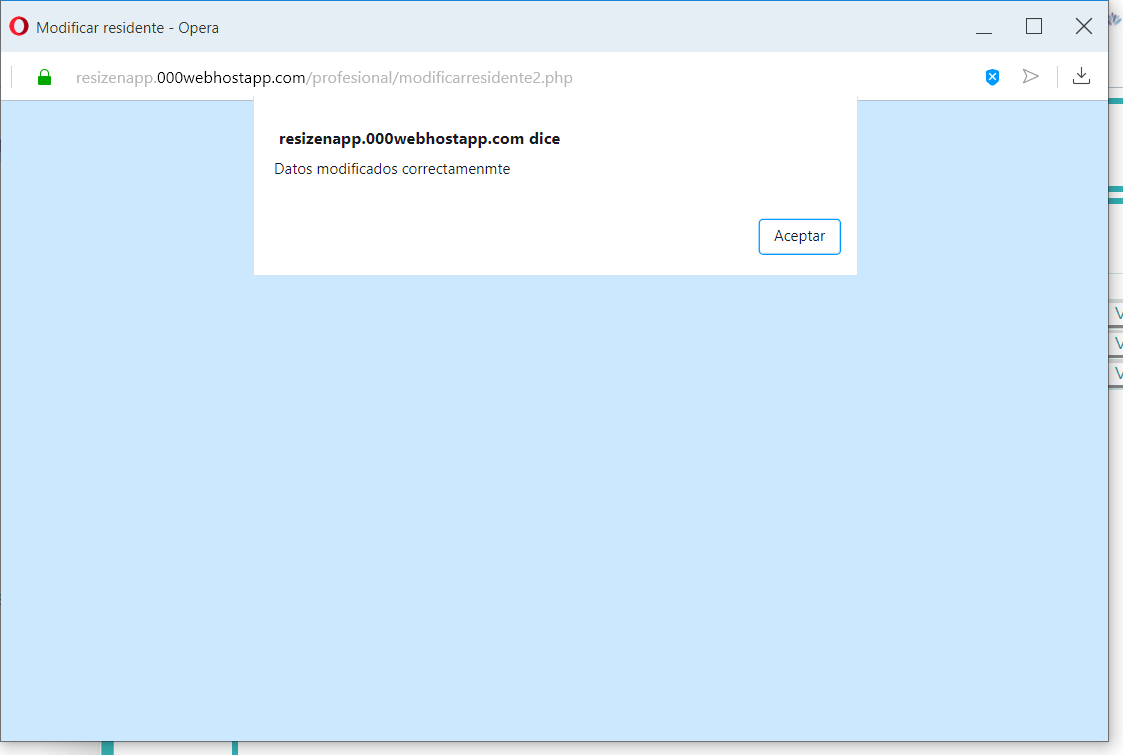 Modificar residente - Opera
resizenapp.000webhostapp.com/profesional/modificarresidente2.php
resizenapp.000webhostapp.com dice
Datos modificados correctamenmte
Aceptar
V
V
V